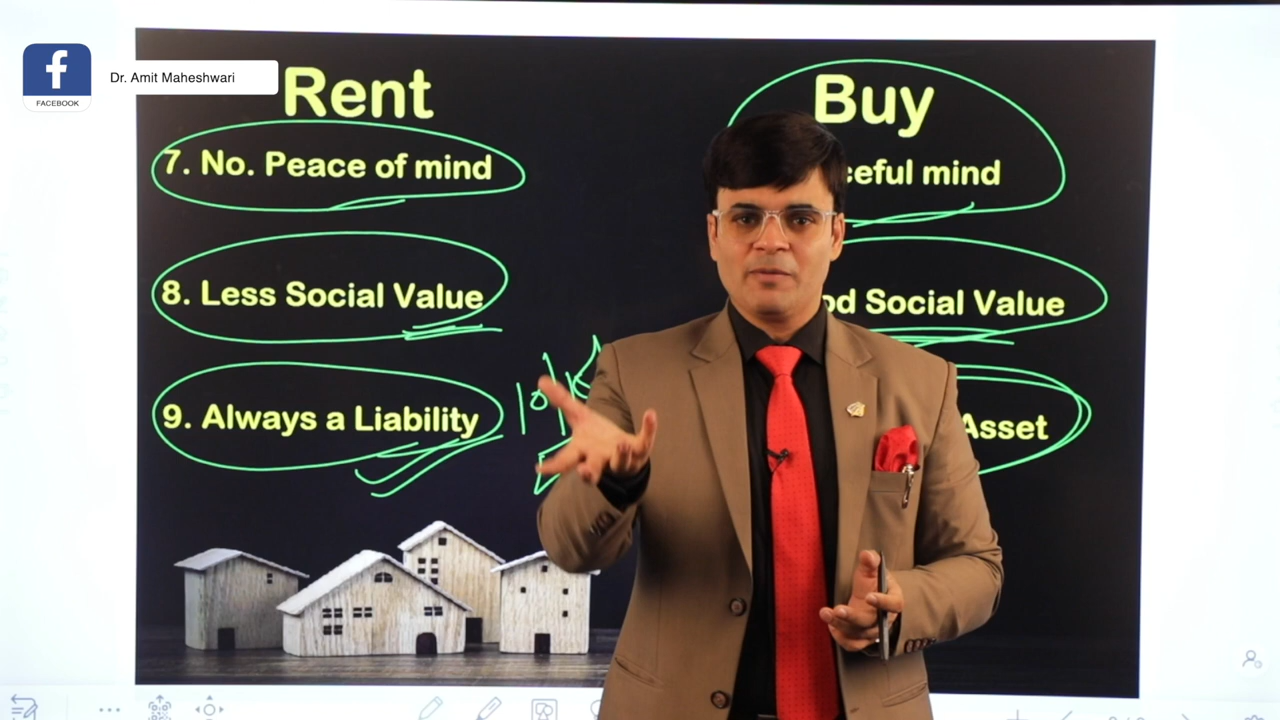 FACEBOOK
Dr. Amit Maheshwari
Rent
Buy
7. No. Peace of mind
ceful mind
8. Less Social Value
od Social Value
9. Always a Liability
Asset